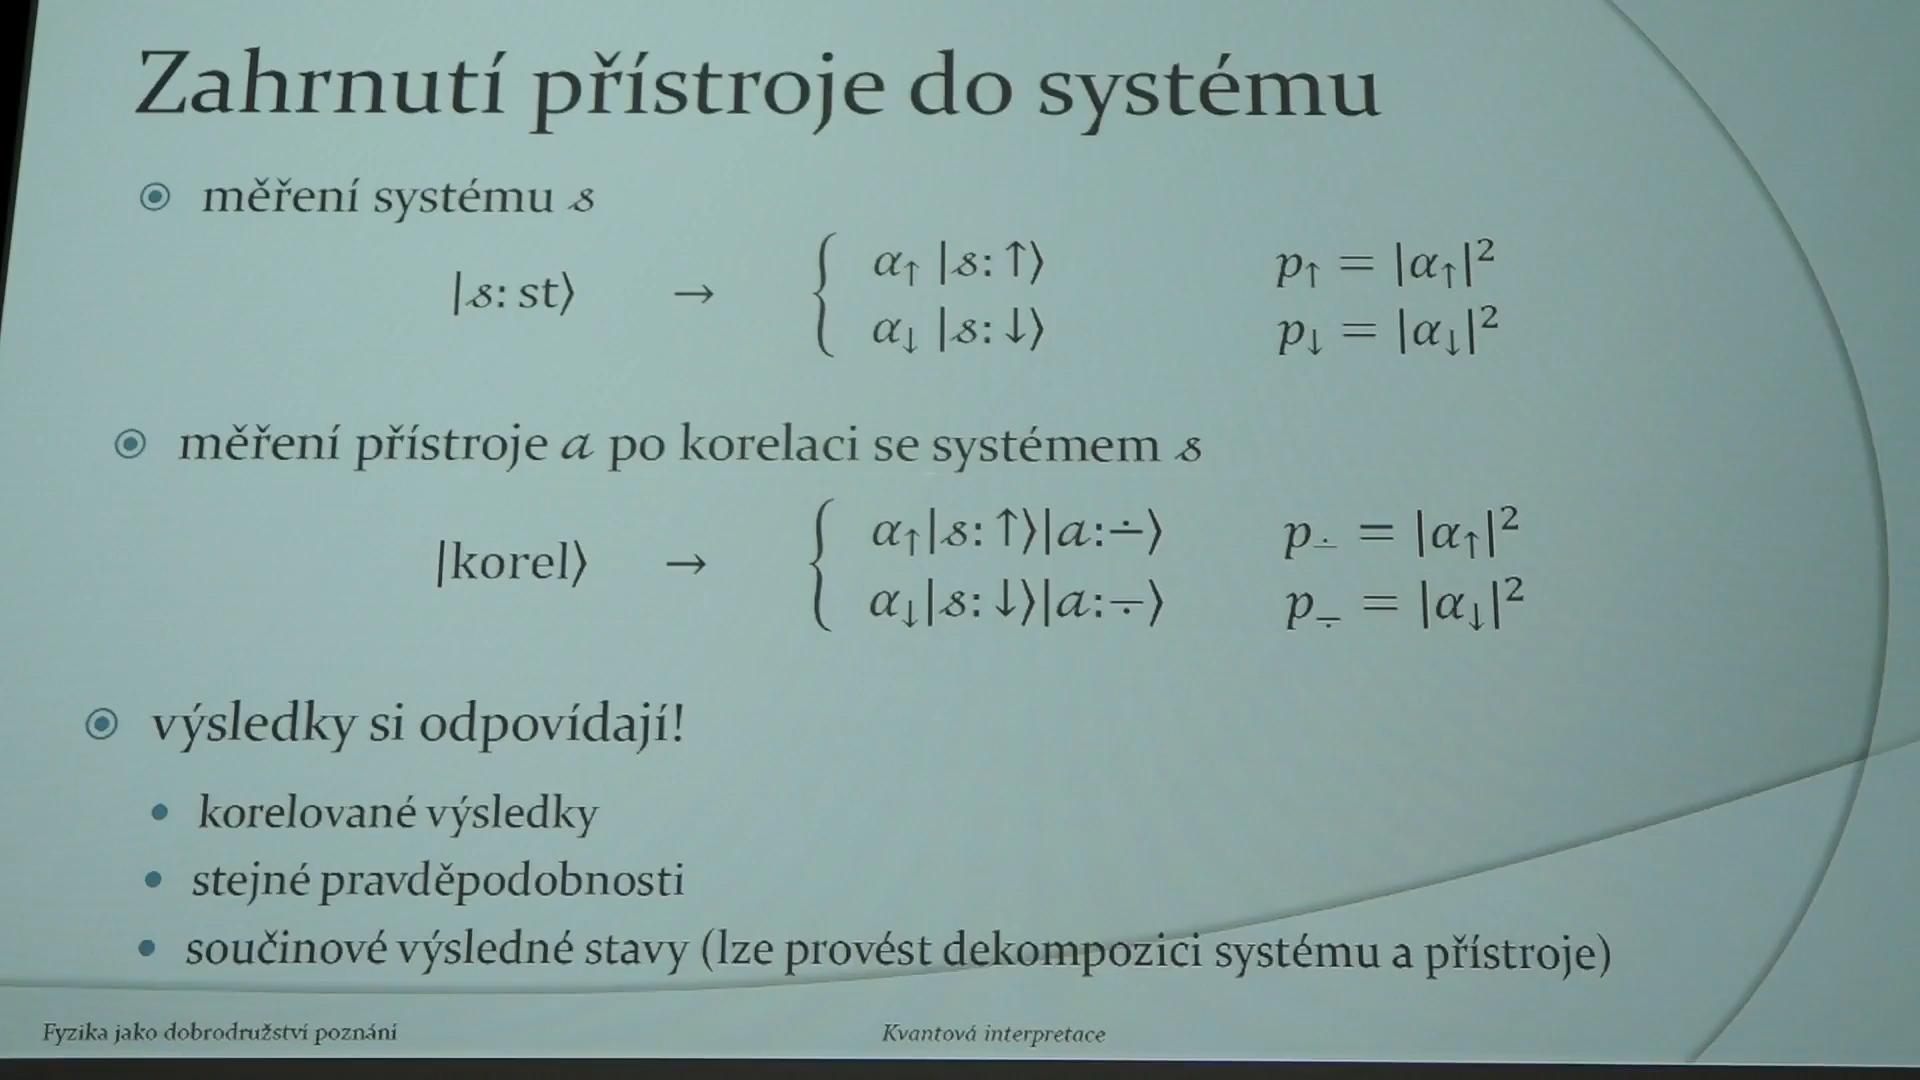 Zahrnutí přístroje do systému
měření systému 𝓈
|𝓈: st⟩ → { α↑ |𝓈: ↑⟩ p↑ = |α↑|²
α↓ |𝓈: ↓⟩ p↓ = |α↓|²
měření přístroje 𝑎 po korelaci se systémem 𝓈
|korel⟩ → { α↑|𝓈: ↑⟩|𝑎:∸⟩ p∸ = |α↑|²
α↓|𝓈: ↓⟩|𝑎:⨪⟩ p⨪ = |α↓|²
výsledky si odpovídají!
korelované výsledky
stejné pravděpodobnosti
součinové výsledné stavy (lze provést dekompozici systému a přístroje)
Fyzika jako dobrodružství poznání Kvantová interpretace